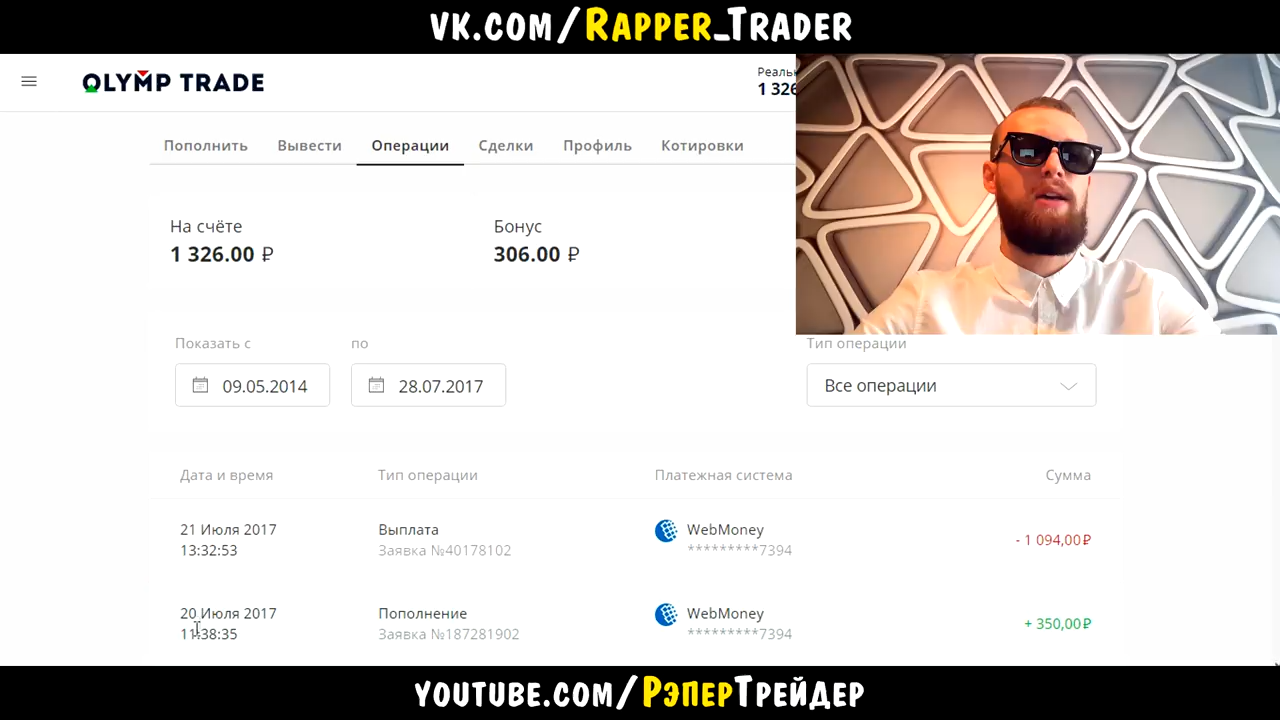 vk.com/Rapper_Trader
OLYMP TRADE
Реальн
1 326
Пополнить Вывести Операции Сделки Профиль Котировки
На счёте Бонус
1 326.00 ₽ 306.00 ₽
Показать с по Тип операции
09.05.2014 28.07.2017 Все операции
Дата и время Тип операции Платежная система Сумма
21 Июля 2017 Выплата WebMoney - 1 094,00₽
13:32:53 Заявка №40178102 *********7394
20 Июля 2017 Пополнение WebMoney + 350,00₽
11:38:35 Заявка №187281902 *********7394
youtube.com/РэперТрейдер